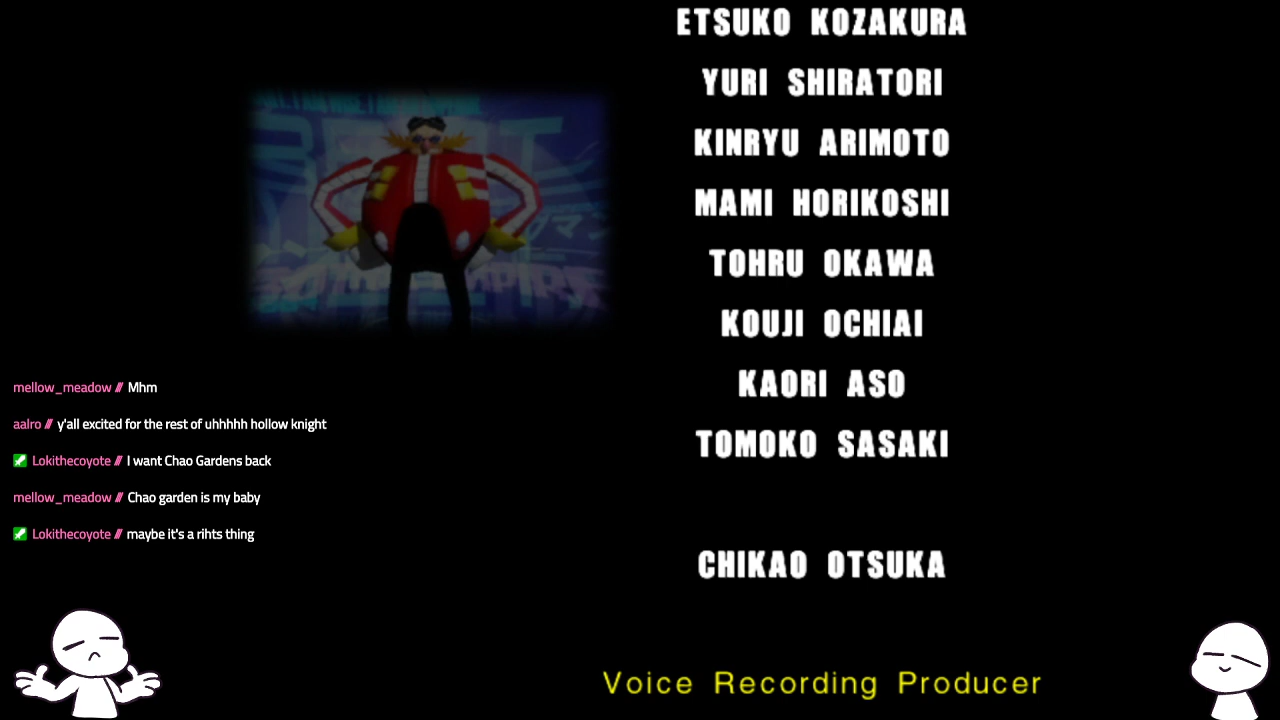 ETSUKO KOZAKURA
YURI SHIRATORI
KINRYU ARIMOTO
MAMI HORIKOSHI
TOHRU OKAWA
KOUJI OCHIAI
KAORI ASO
TOMOKO SASAKI
CHIKAO OTSUKA
Voice Recording Producer
mellow_meadow // Mhm
aalro // y'all excited for the rest of uhhhhh hollow knight
Lokithecoyote // I want Chao Gardens back
mellow_meadow // Chao garden is my baby
Lokithecoyote // maybe it's a rihts thing